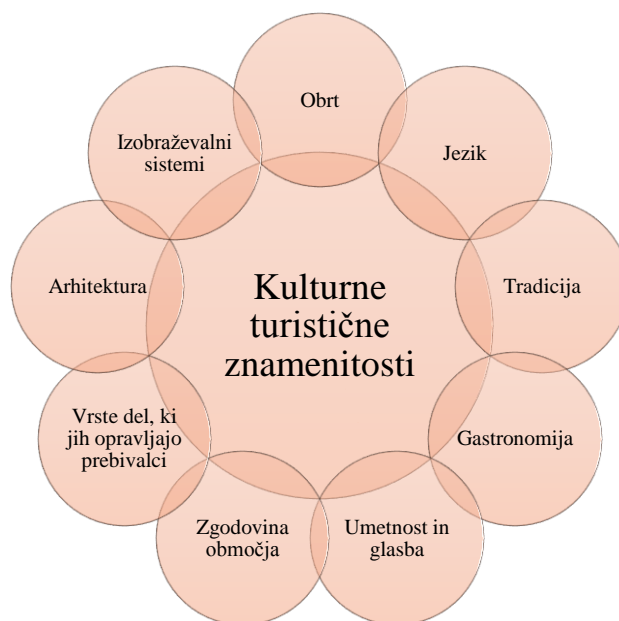 Obrt
Jezik
Tradicija
Gastronomija
Umetnost in
glasba
Zgodovina
območja
Vrste del, ki
jih opravljajo
prebivalci
Arhitektura
Izobraževalni
sistemi
Kulturne
turistične
znamenitosti